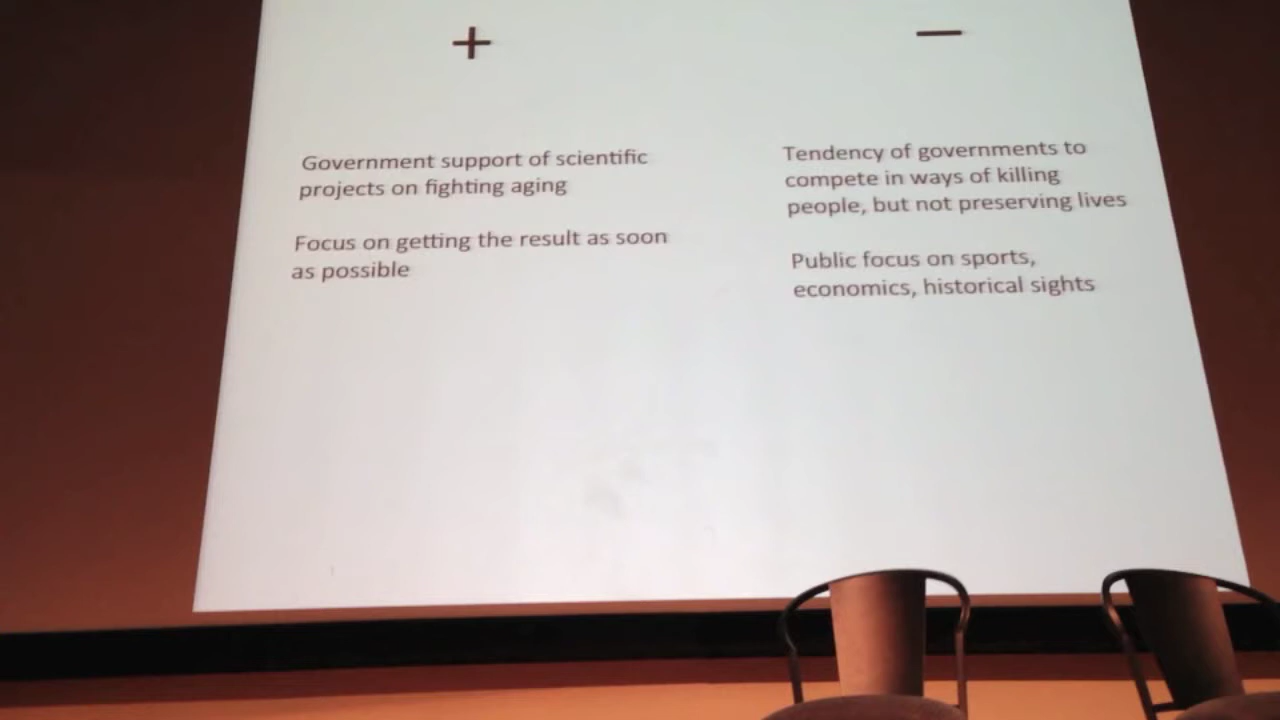 +
Government support of scientific
projects on fighting aging
Focus on getting the result as soon
as possible
—
Tendency of governments to
compete in ways of killing
people, but not preserving lives
Public focus on sports,
economics, historical sights